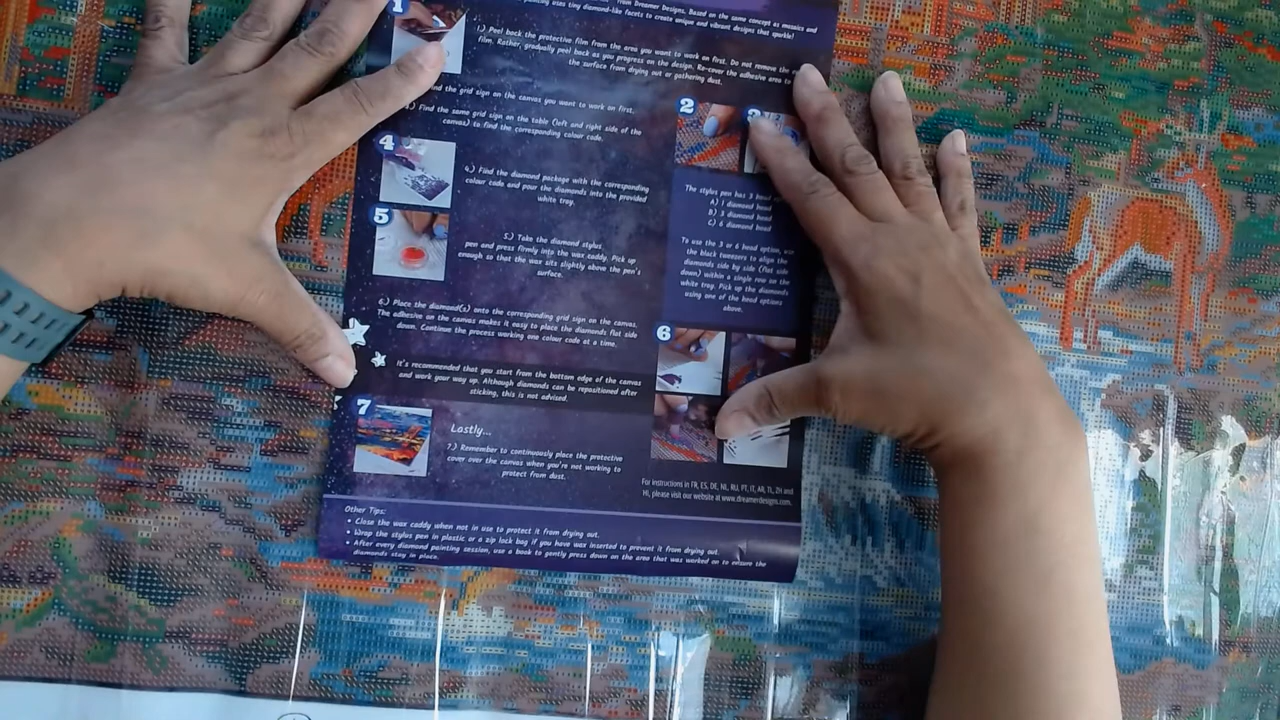 from Dreamer Designs. Based on the same concept as mosaics and
painting uses tiny diamond-like facets to create unique and vibrant designs that sparkle!
1
1.) Peel back the protective film from the area you want to work on first. Do not remove the
film. Rather, gradually peel back as you progress on the design. Re-cover the adhesive area to
the surface from drying out or gathering dust.
the grid sign on the canvas you want to work on first.
Find the same grid sign on the table (left and right side of the
canvas) to find the corresponding colour code.
2
4
4.) Find the diamond package with the corresponding
colour code and pour the diamonds into the provided
white tray.
The stylus pen has 3 bead
A) 1 diamond bead
B) 3 diamond bead
C) 6 diamond bead
5
5.) Take the diamond stylus
pen and press firmly into the wax caddy. Pick up
enough so that the wax sits slightly above the pen's
surface.
To use the 3 or 6 bead option, use
the black tweezers to align the
diamonds side by side (flat side
down) within a single row on the
white tray. Pick up the diamonds
using one of the bead options
above.
6.) Place the diamond(s) onto the corresponding grid sign on the canvas.
The adhesive on the canvas makes it easy to place the diamonds flat side
down. Continue the process working one colour code at a time.
6
It's recommended that you start from the bottom edge of the canvas
and work your way up. Although diamonds can be repositioned after
sticking, this is not advised.
7
Lastly...
7.) Remember to continuously place the protective
cover over the canvas when you're not working to
protect from dust.
For instructions in FR, ES, DE, NL, RU, PT, IT, AR, TL, ZH and
HI, please visit our website at www.dreamerdesigns.com.
Other Tips:
• Close the wax caddy when not in use to protect it from drying out.
• Wrap the stylus pen in plastic or a zip lock bag if you have wax inserted to prevent it from drying out.
• After every diamond painting session, use a book to gently press down on the area that was worked on to ensure the
diamonds stay in place.